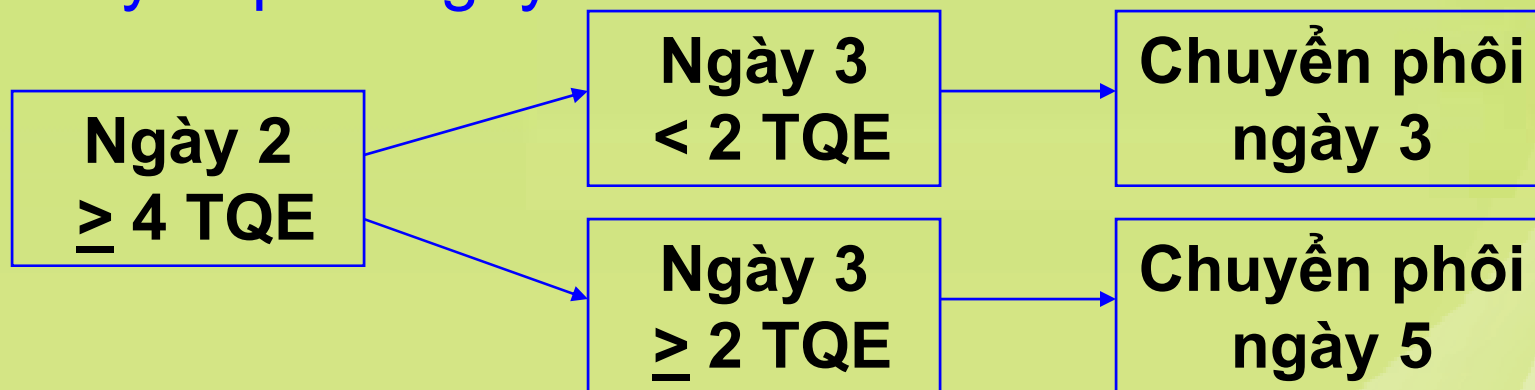 Ngày 2
≥ 4 TQE
Ngày 3
< 2 TQE
Chuyển phôi
ngày 3
Ngày 3
≥ 2 TQE
Chuyển phôi
ngày 5